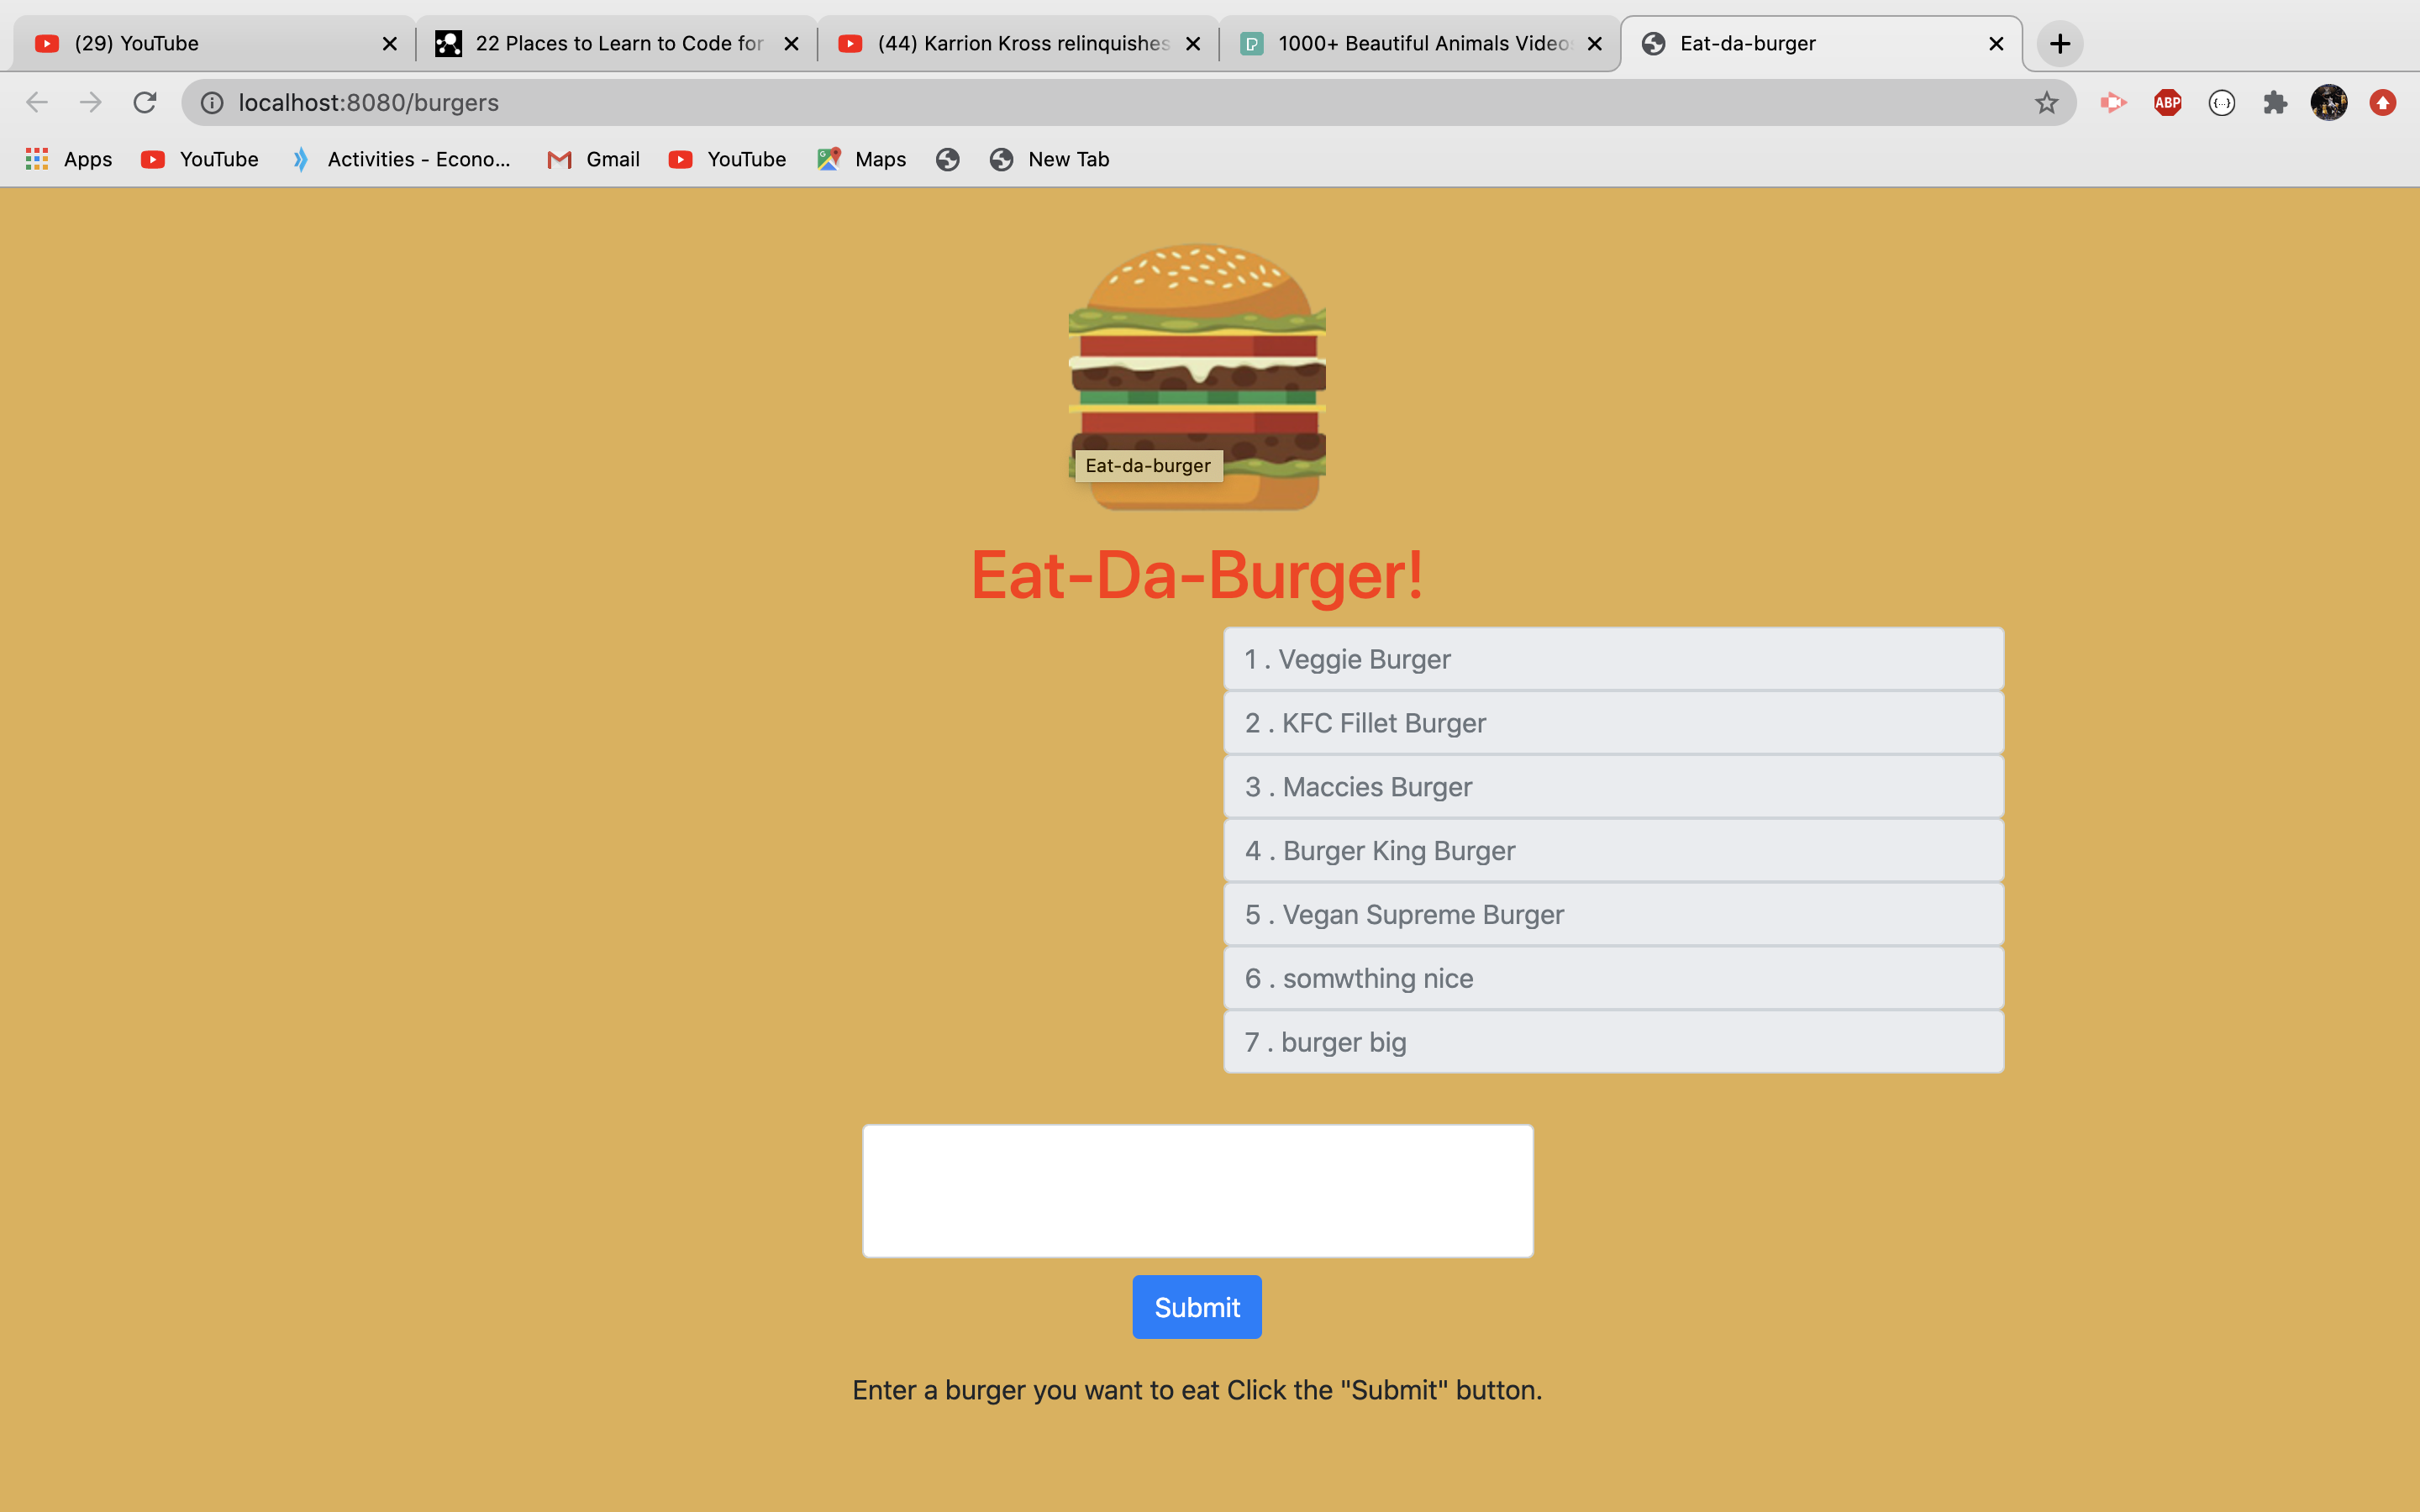 (29) YouTube
22 Places to Learn to Code for
(44) Karrion Kross relinquishes
1000+ Beautiful Animals Video
Eat-da-burger
localhost:8080/burgers
ABP
{...}
Apps
YouTube
Activities - Econo...
Gmail
YouTube
Maps
New Tab
Eat-da-burger
Eat-Da-Burger!
1 . Veggie Burger
2 . KFC Fillet Burger
3 . Maccies Burger
4 . Burger King Burger
5 . Vegan Supreme Burger
6 . somwthing nice
7 . burger big
Submit
Enter a burger you want to eat Click the "Submit" button.